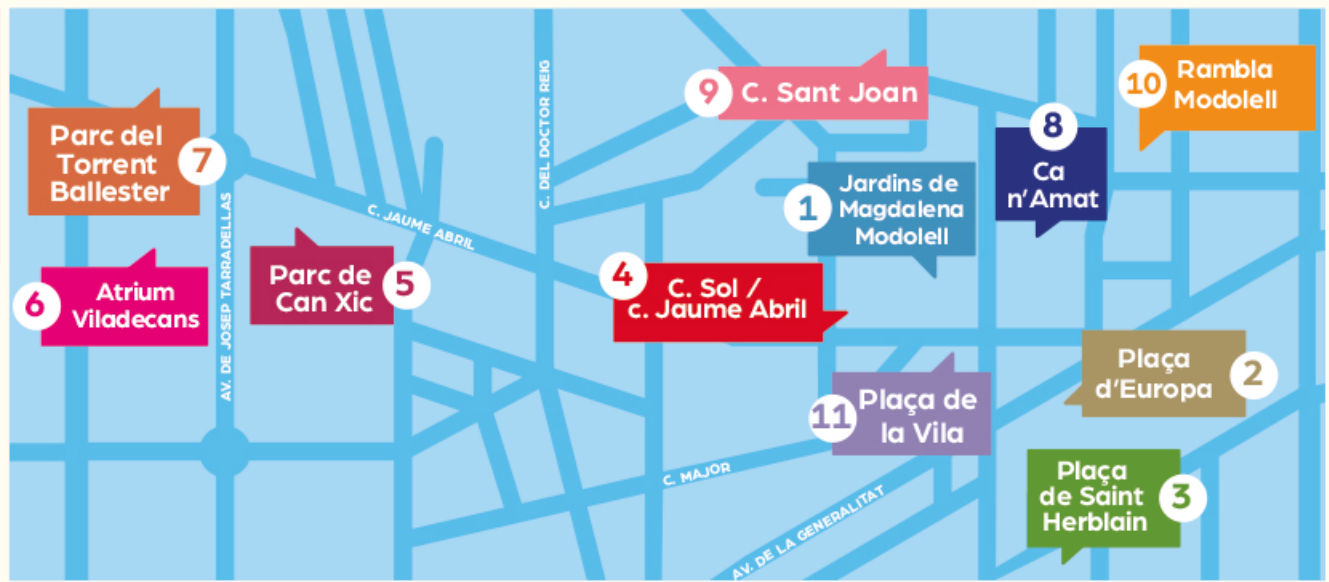 C. DEL DOCTOR REIG
9
C. Sant Joan
10
Rambla
Modolell
8
Ca
n'Amat
Parc del
Torrent
Ballester
7
1
Jardins de
Magdalena
Modolell
C. JAUME ABRIL
AV. DE JOSEP TARRADELLAS
6
Atrium
Viladecans
Parc de
Can Xic
5
4
C. Sol /
c. Jaume Abril
Plaça
d'Europa
2
11
Plaça de
la Vila
C. MAJOR
AV. DE LA GENERALITAT
Plaça
de Saint
Herblain
3